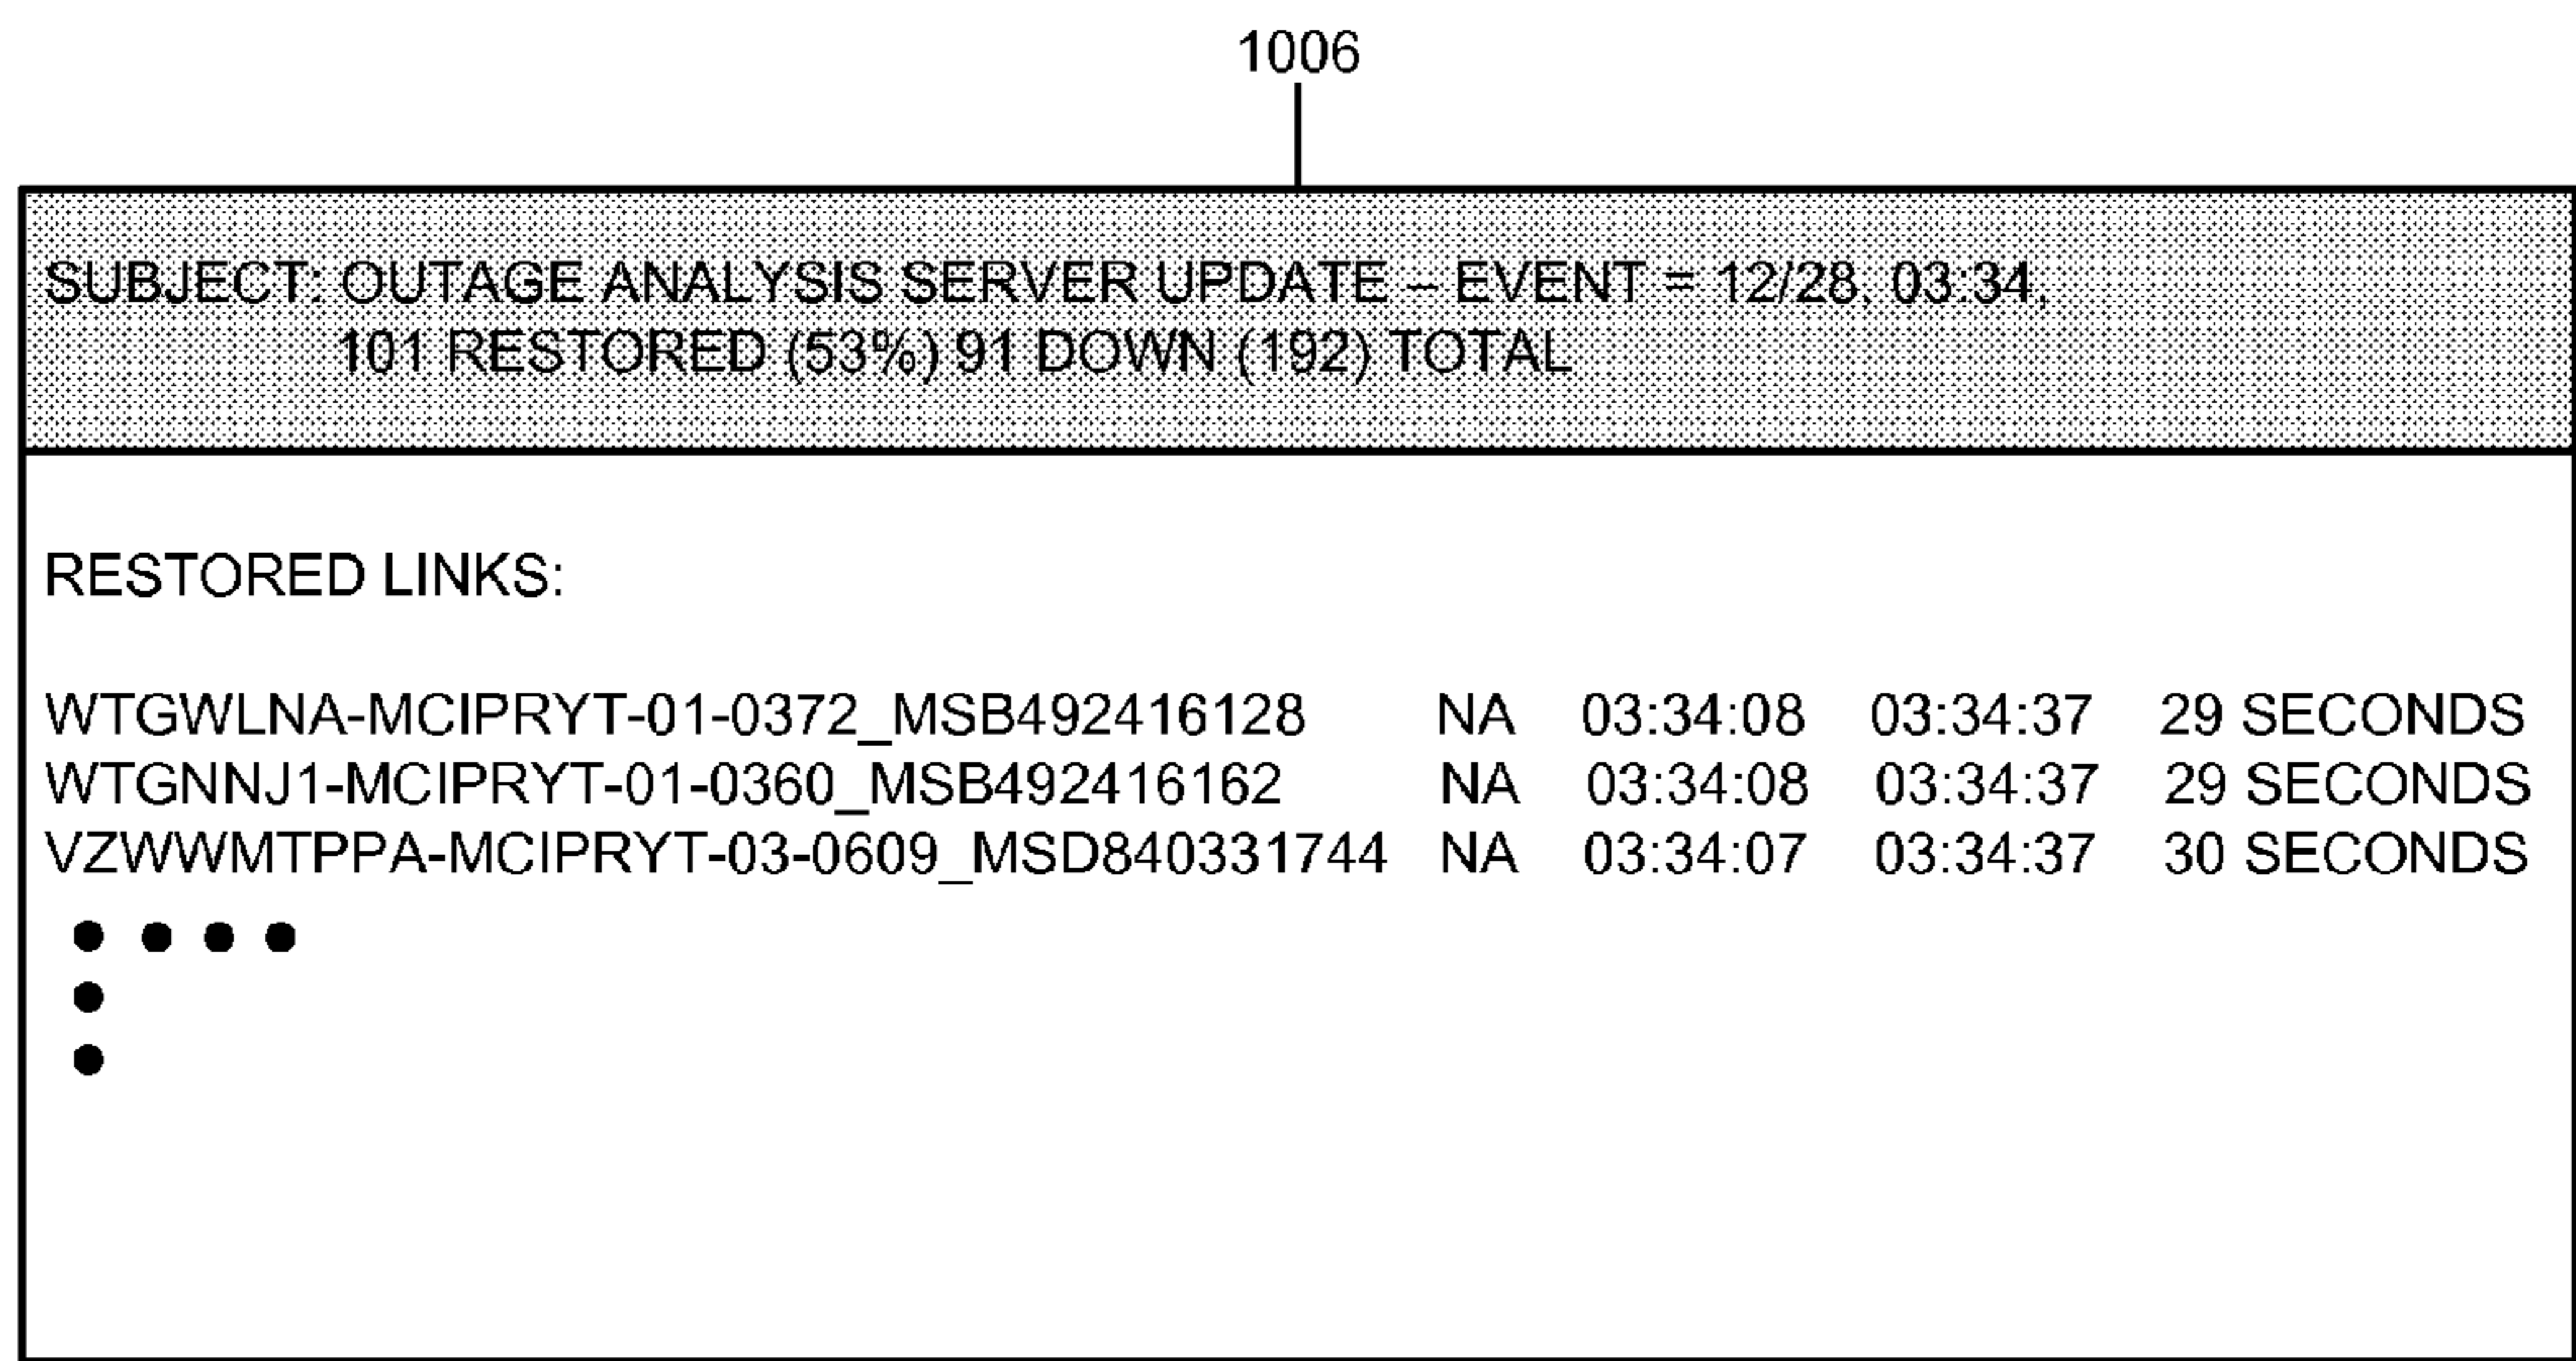 1006
SUBJECT: OUTAGE ANALYSIS SERVER UPDATE – EVENT = 12/28, 03:34,
101 RESTORED (53%) 91 DOWN (192) TOTAL
RESTORED LINKS:
WTGWLNA-MCIPRYT-01-0372_MSB492416128 NA 03:34:08 03:34:37 29 SECONDS
WTGNNJ1-MCIPRYT-01-0360_MSB492416162 NA 03:34:08 03:34:37 29 SECONDS
VZWWMTPPA-MCIPRYT-03-0609_MSD840331744 NA 03:34:07 03:34:37 30 SECONDS